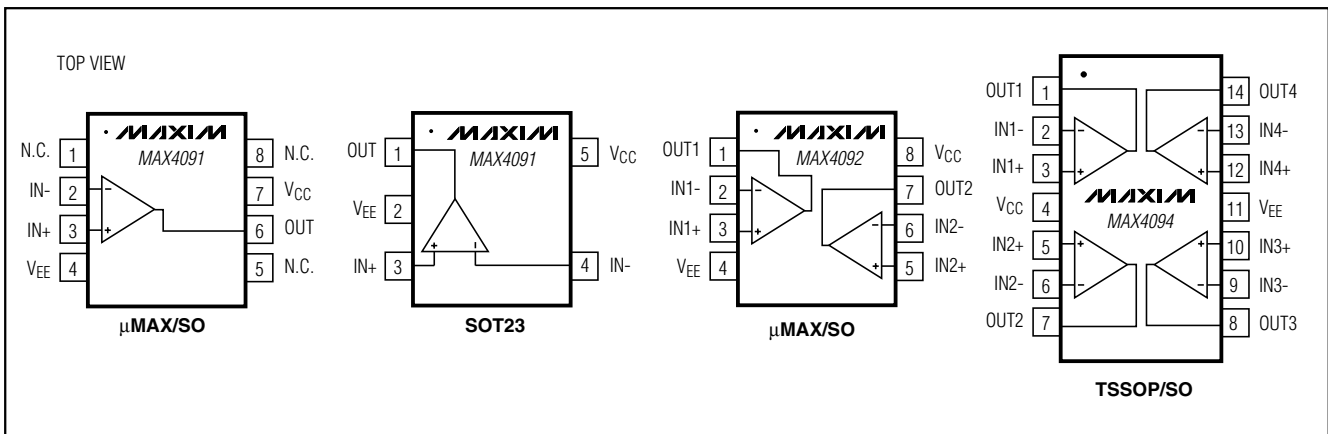 TOP VIEW
MAXIM
MAX4091
N.C. 1
IN- 2
IN+ 3
VEE 4
8 N.C.
7 VCC
6 OUT
5 N.C.
- +
μMAX/SO
MAXIM
MAX4091
OUT 1
VEE 2
IN+ 3
5 VCC
4 IN-
+ -
SOT23
MAXIM
MAX4092
OUT1 1
IN1- 2
IN1+ 3
VEE 4
8 VCC
7 OUT2
6 IN2-
5 IN2+
- +
- +
μMAX/SO
OUT1 1
IN1- 2
IN1+ 3
VCC 4
IN2+ 5
IN2- 6
OUT2 7
14 OUT4
13 IN4-
12 IN4+
11 VEE
10 IN3+
9 IN3-
8 OUT3
- +
- +
MAXIM
MAX4094
+ -
+ -
TSSOP/SO